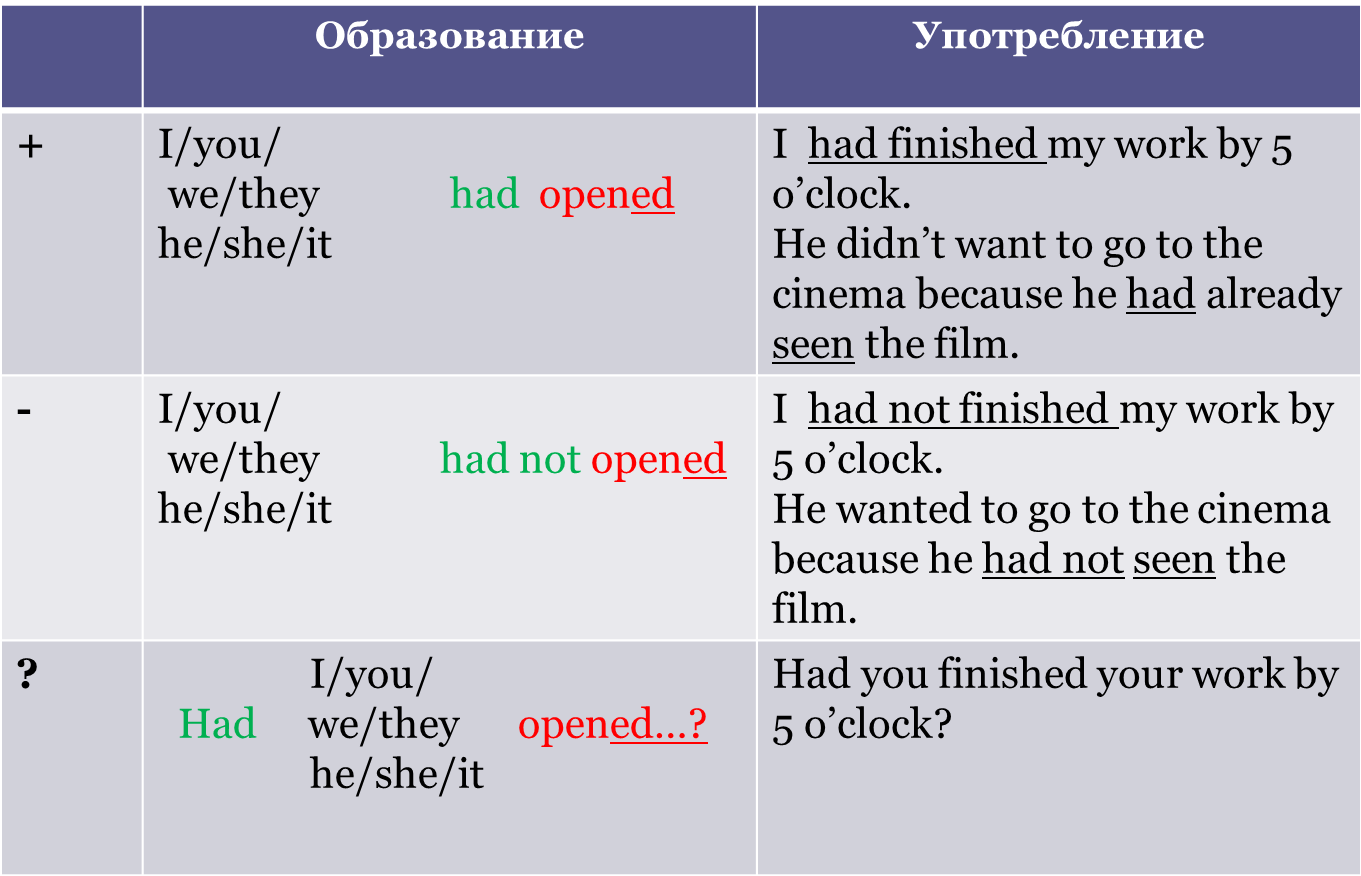 Образование
Употребление
+
I/you/
we/they had opened
he/she/it
I had finished my work by 5
o’clock.
He didn’t want to go to the
cinema because he had already
seen the film.
-
I/you/
we/they had not opened
he/she/it
I had not finished my work by
5 o’clock.
He wanted to go to the cinema
because he had not seen the
film.
?
I/you/
Had we/they opened...?
he/she/it
Had you finished your work by
5 o’clock?